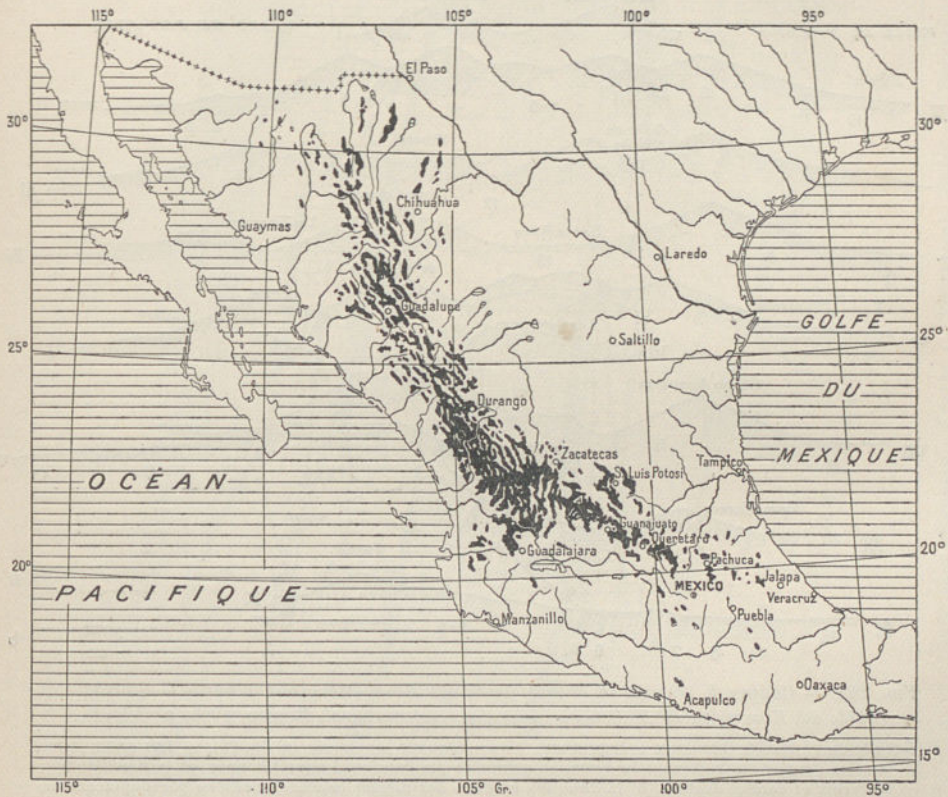 115°
110°
105°
100°
95°
El Paso
30°
30°
Chihuahua
Guaymas
Laredo
Guadalupe
GOLFE
Saltillo
25°
25°
DU
Durango
Zacatecas
MEXIQUE
Tampico
S. Luis Potosi
OCÉAN
Guanajuato
Queretaro
Guadalajara
20°
Pachuca
20°
Jalapa
MEXICO
PACIFIQUE
Veracruz
Puebla
Manzanillo
Oaxaca
Acapulco
15°
115°
110°
105° Gr.
100°
95°